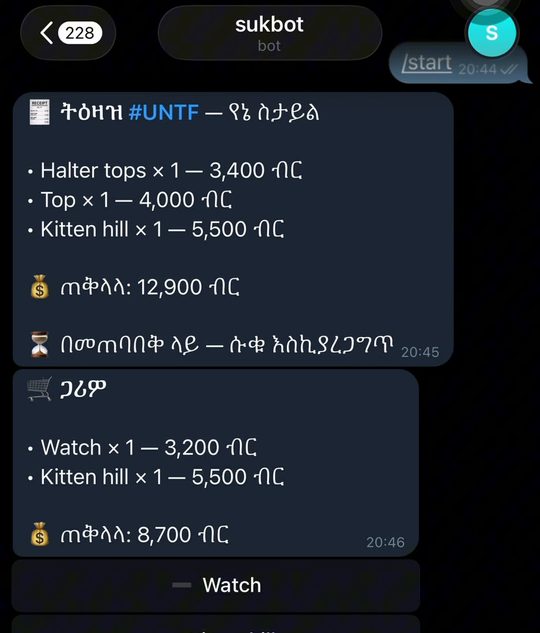 228
sukbot
bot
S
/start 20:44
RECEIPT
ትዕዛዝ #UNTF — የኔ ስታይል
• Halter tops × 1 — 3,400 ብር
• Top × 1 — 4,000 ብር
• Kitten hill × 1 — 5,500 ብር
💰 ጠቅላላ: 12,900 ብር
⏳ በመጠባበቅ ላይ — ሱቁ እስኪያረጋግጥ 20:45
🛒 ጋሪዎ
• Watch × 1 — 3,200 ብር
• Kitten hill × 1 — 5,500 ብር
💰 ጠቅላላ: 8,700 ብር
20:46
➖ Watch